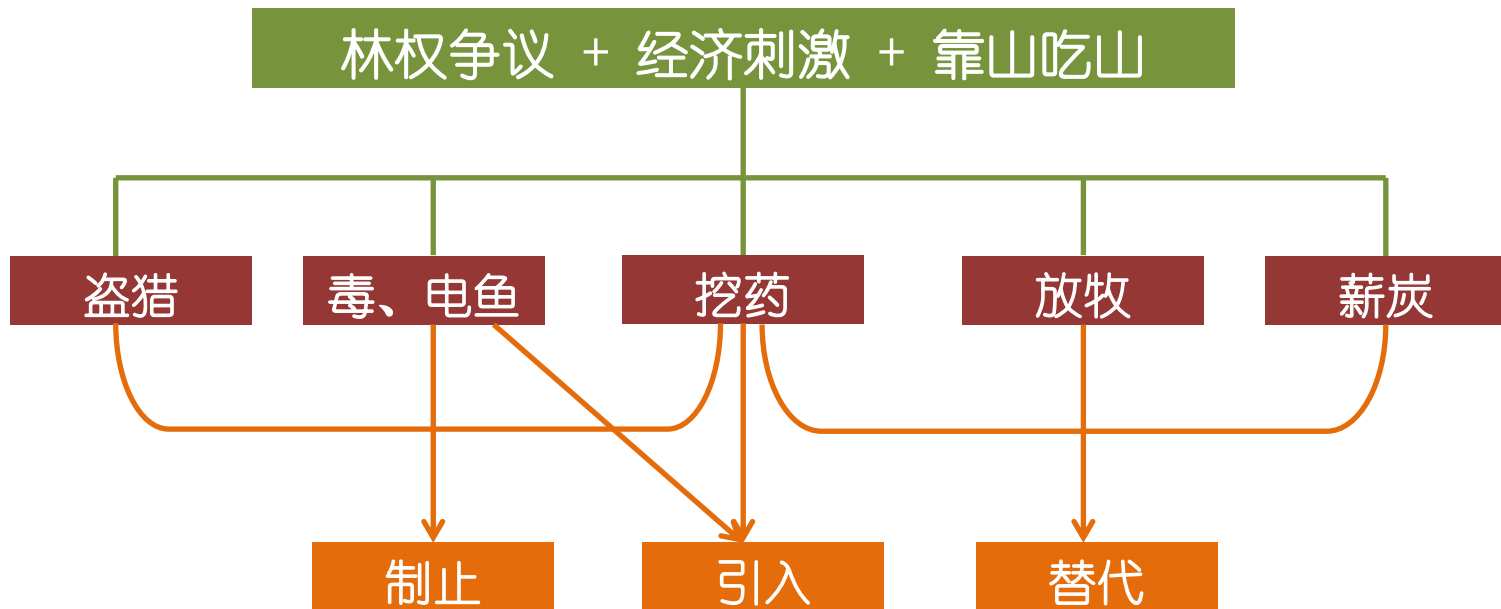 林权争议 + 经济刺激 + 靠山吃山
盗猎
毒、电鱼
挖药
放牧
薪炭
制止
引入
替代